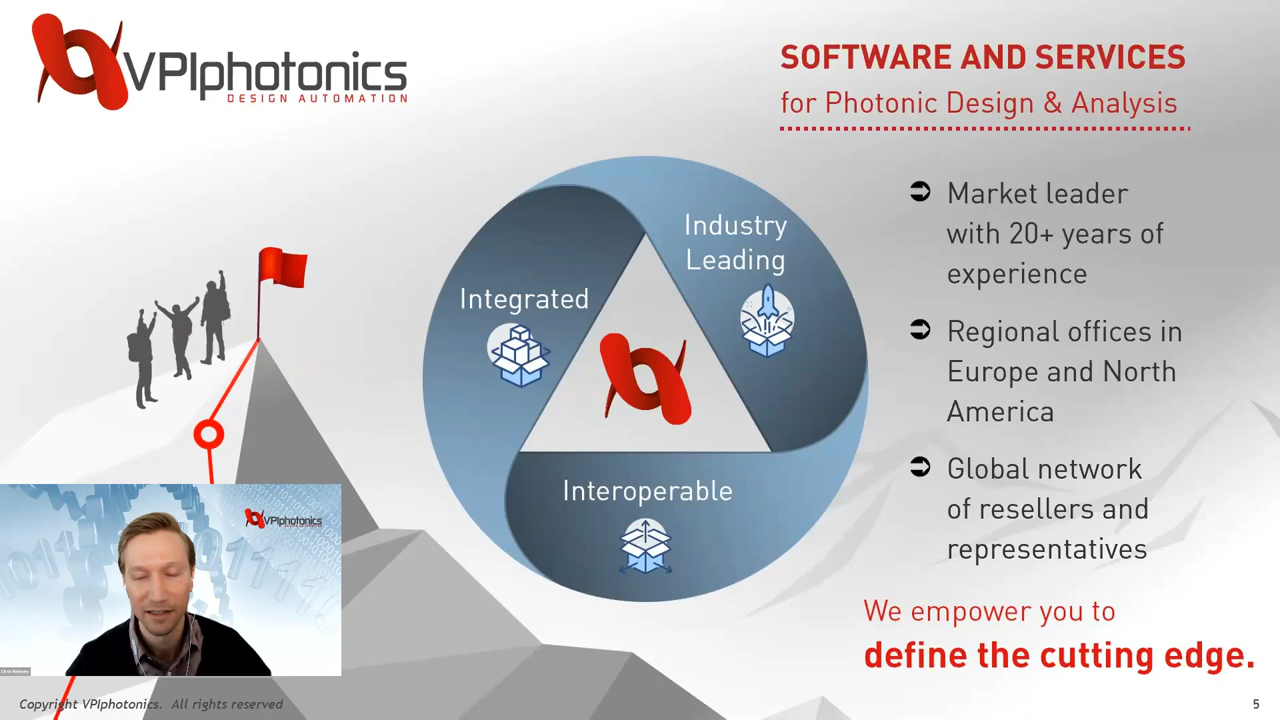 VPIphotonics
DESIGN AUTOMATION
SOFTWARE AND SERVICES
for Photonic Design & Analysis
Industry
Leading
Integrated
Interoperable
Market leader
with 20+ years of
experience
Regional offices in
Europe and North
America
Global network
of resellers and
representatives
We empower you to
define the cutting edge.
VPIphotonics
Copyright VPIphotonics. All rights reserved
5